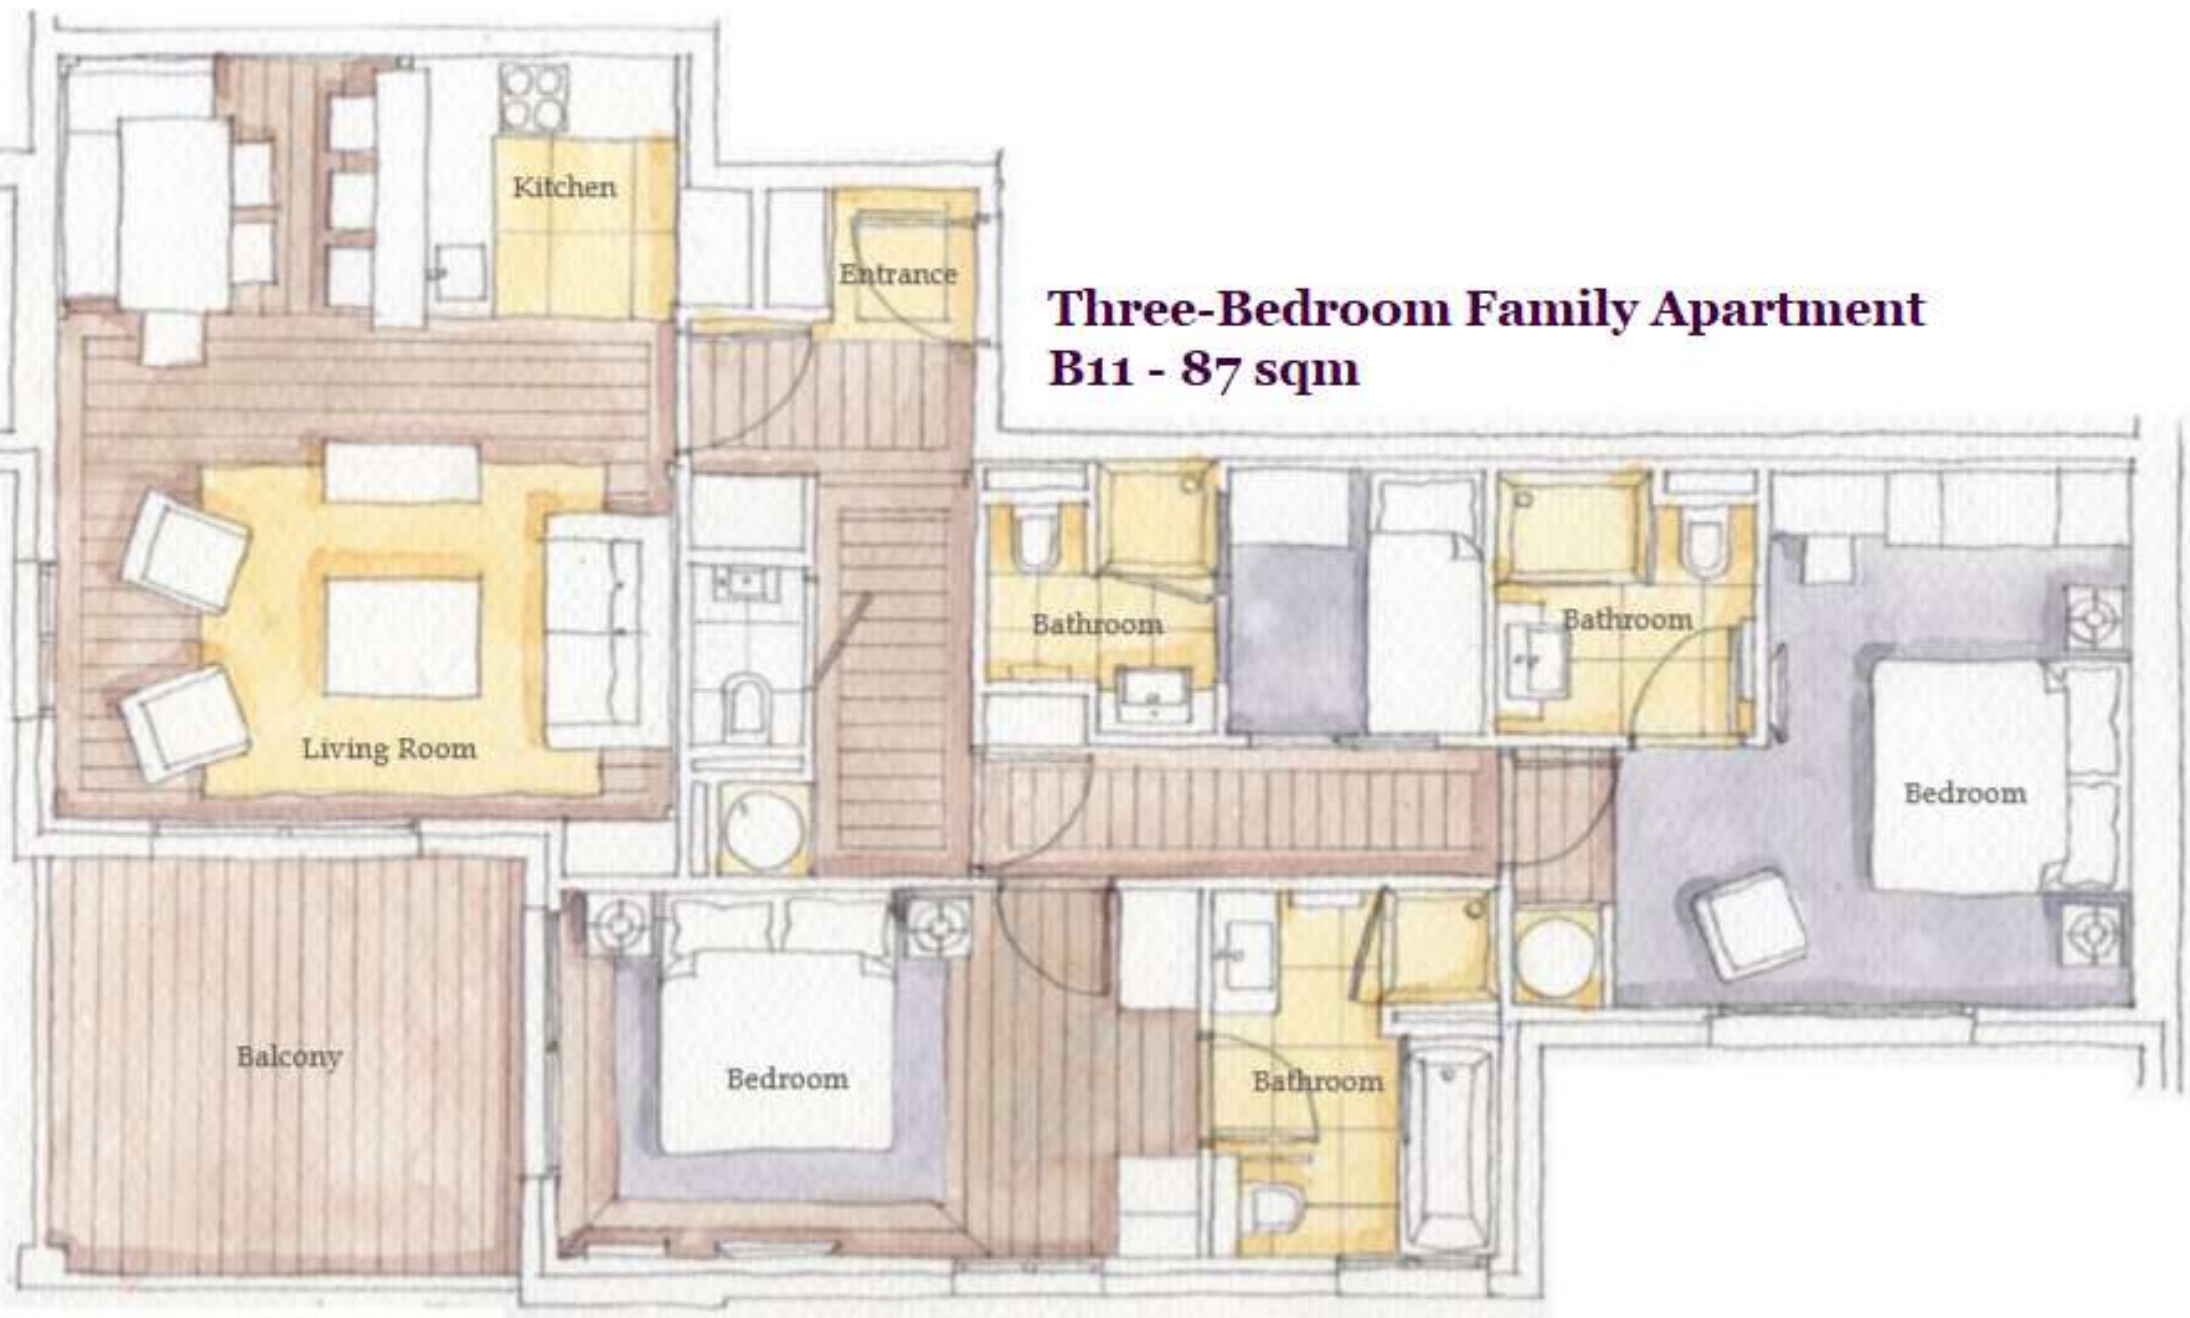 Kitchen
Entrance
Three-Bedroom Family Apartment
B11 - 87 sqm
Bathroom
Bathroom
Living Room
Bedroom
Balcony
Bedroom
Bathroom